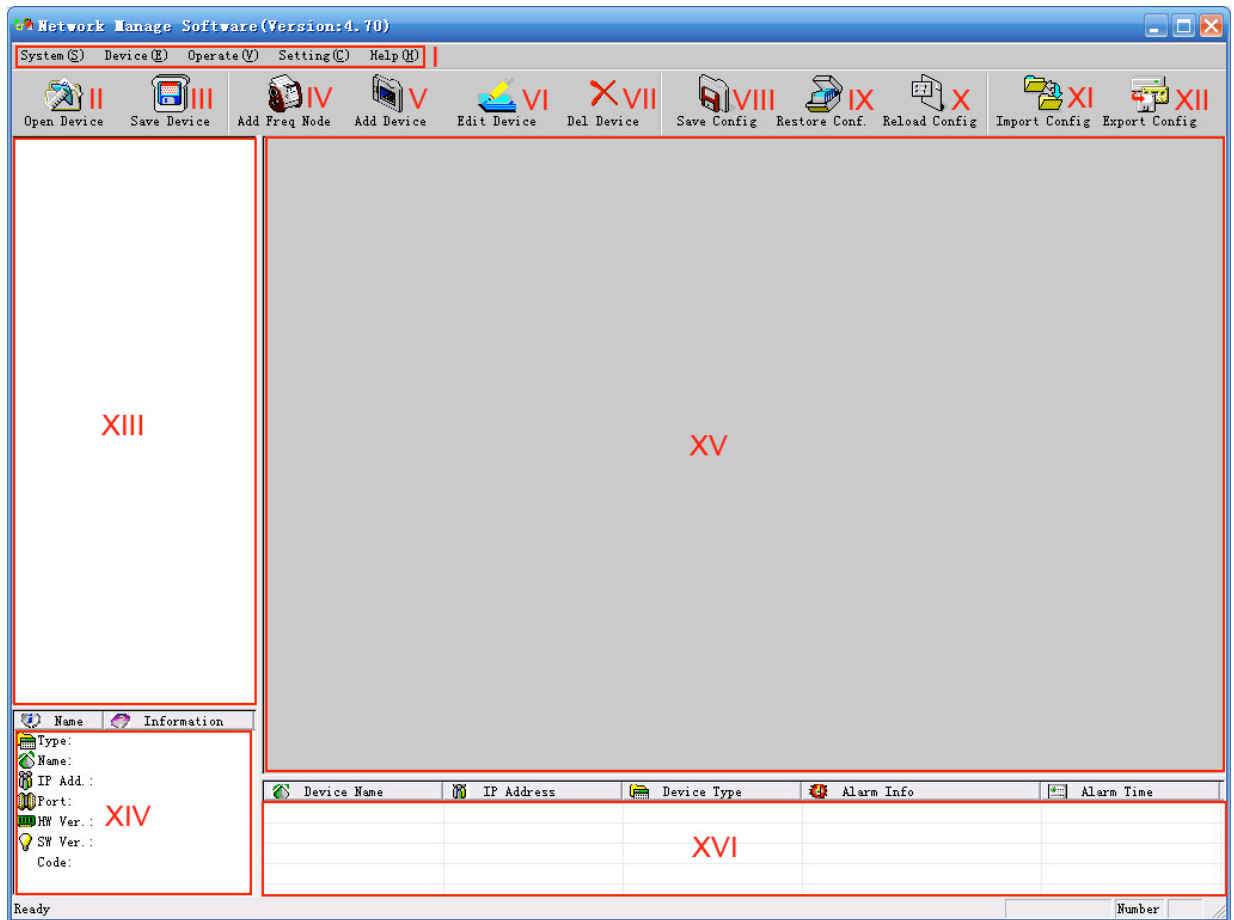 Network Manage Software(Version:4.70)
System(S) Device(E) Operate(V) Setting(C) Help(H) I
II III IV V VI VII VIII IX X XI XII
Open Device Save Device Add Freq Node Add Device Edit Device Del Device Save Config Restore Conf. Reload Config Import Config Export Config
XIII
XV
Name Information
Type:
Name:
IP Add.:
Port:
HW Ver.:
SW Ver.:
Code:
XIV
Device Name IP Address Device Type Alarm Info Alarm Time
XVI
Ready Number